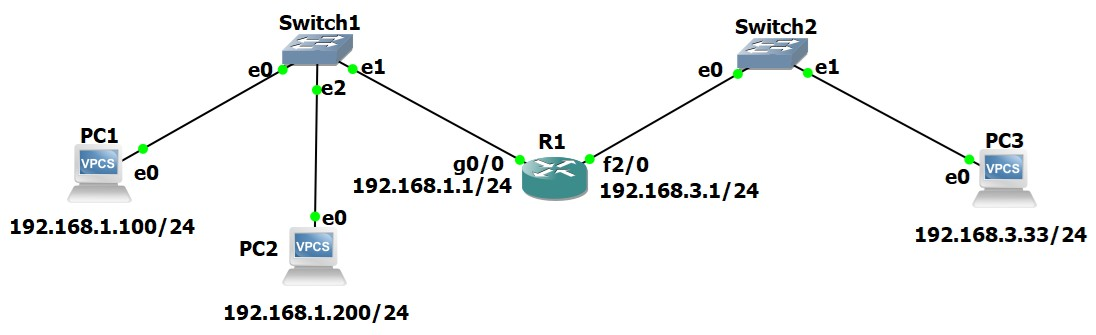 Switch1
Switch2
e0
e1
e0
e1
e2
PC1
VPCS
e0
R1
g0/0
f2/0
192.168.1.1/24
192.168.3.1/24
PC3
VPCS
e0
192.168.1.100/24
e0
PC2
VPCS
192.168.3.33/24
192.168.1.200/24